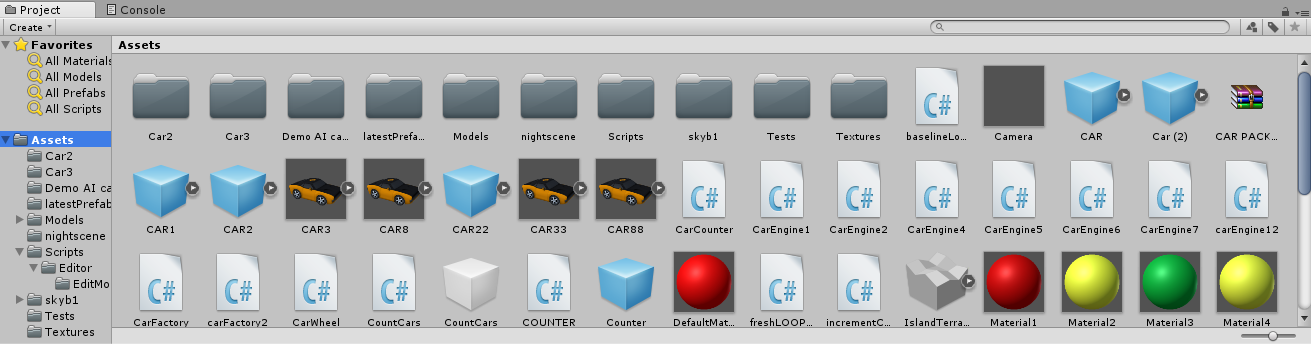 Project
Console
Create
Favorites
All Materials
All Models
All Prefabs
All Scripts
Assets
Car2
Car3
Demo AI ca
latestPrefab
Models
nightscene
Scripts
Editor
EditMo
skyb1
Tests
Textures
Assets
Car2 Car3 Demo AI ca... latestPrefa... Models nightscene Scripts skyb1 Tests Textures baselineLo... Camera CAR Car (2) CAR PACK...
C#
CAR1 CAR2 CAR3 CAR8 CAR22 CAR33 CAR88 CarCounter CarEngine1 CarEngine2 CarEngine4 CarEngine5 CarEngine6 CarEngine7 carEngine12
C# C# C# C# C# C# C# C#
CarFactory carFactory2 CarWheel CountCars CountCars COUNTER Counter DefaultMat... freshLOOP... incrementC... IslandTerra... Material1 Material2 Material3 Material4
C# C# C# C# C# C# C#